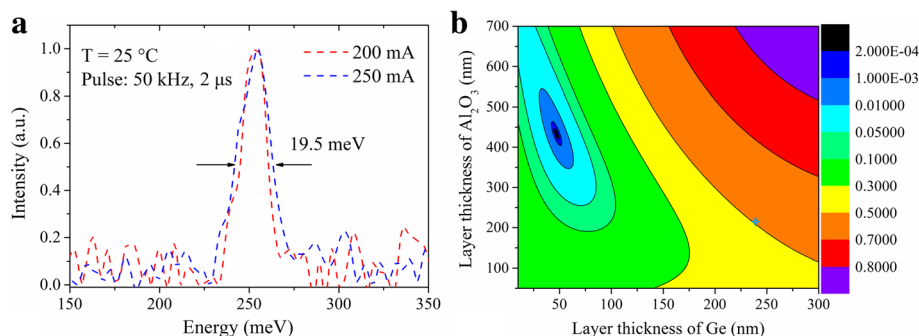 a
T = 25 °C
Pulse: 50 kHz, 2 μs
200 mA
250 mA
19.5 meV
Intensity (a.u.)
1.0
0.8
0.6
0.4
0.2
0.0
150 200 250 300 350
Energy (meV)
b
Layer thickness of Al2O3 (nm)
700
600
500
400
300
200
100
50 100 150 200 250 300
Layer thickness of Ge (nm)
2.000E-04
1.000E-03
0.01000
0.05000
0.1000
0.3000
0.5000
0.7000
0.8000